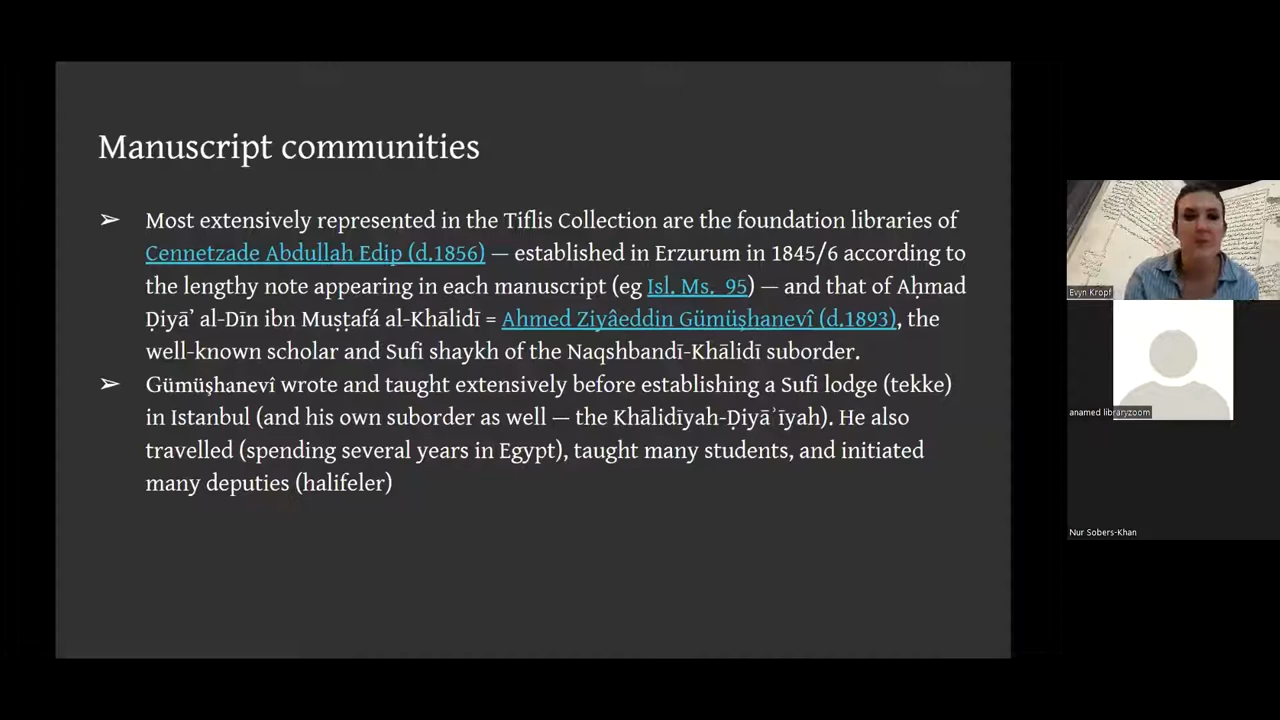 Manuscript communities
➢ Most extensively represented in the Tiflis Collection are the foundation libraries of
Cennetzade Abdullah Edip (d.1856) — established in Erzurum in 1845/6 according to
the lengthy note appearing in each manuscript (eg Isl. Ms. 95) — and that of Aḥmad
Ḍiyā’ al-Dīn ibn Muṣṭafá al-Khālidī = Ahmed Ziyâeddin Gümüşhanevî (d.1893), the
well-known scholar and Sufi shaykh of the Naqshbandī-Khālidī suborder.
➢ Gümüşhanevî wrote and taught extensively before establishing a Sufi lodge (tekke)
in Istanbul (and his own suborder as well — the Khālidīyah-Ḍiyāʾīyah). He also
travelled (spending several years in Egypt), taught many students, and initiated
many deputies (halifeler)
Evyn Kropf
anamed libraryzoom
Nur Sobers-Khan